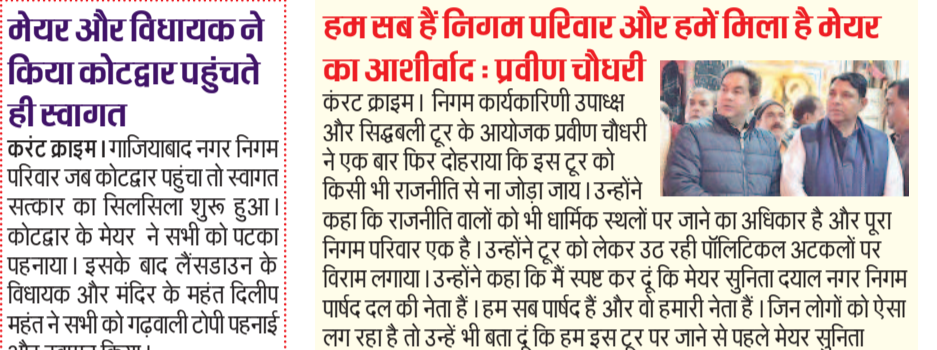 मेयर और विधायक ने
किया कोटद्वार पहुंचते
ही स्वागत
करंट क्राइम। गाजियाबाद नगर निगम
परिवार जब कोटद्वार पहुंचा तो स्वागत
सत्कार का सिलसिला शुरू हुआ।
कोटद्वार के मेयर ने सभी को पटका
पहनाया। इसके बाद लैंसडाउन के
विधायक और मंदिर के महंत दिलीप
महंत ने सभी को गढ़वाली टोपी पहनाई
हम सब हैं निगम परिवार और हमें मिला है मेयर
का आशीर्वाद : प्रवीण चौधरी
कंरट क्राइम। निगम कार्यकारिणी उपाध्क्ष
और सिद्धबली टूर के आयोजक प्रवीण चौधरी
ने एक बार फिर दोहराया कि इस टूर को
किसी भी राजनीति से ना जोड़ा जाय। उन्होंने
कहा कि राजनीति वालों को भी धार्मिक स्थलों पर जाने का अधिकार है और पूरा
निगम परिवार एक है। उन्होंने टूर को लेकर उठ रही पॉलिटिकल अटकलों पर
विराम लगाया। उन्होंने कहा कि मैं स्पष्ट कर दूं कि मेयर सुनिता दयाल नगर निगम
पार्षद दल की नेता हैं। हम सब पार्षद हैं और वो हमारी नेता हैं। जिन लोगों को ऐसा
लग रहा है तो उन्हें भी बता दूं कि हम इस टूर पर जाने से पहले मेयर सुनिता